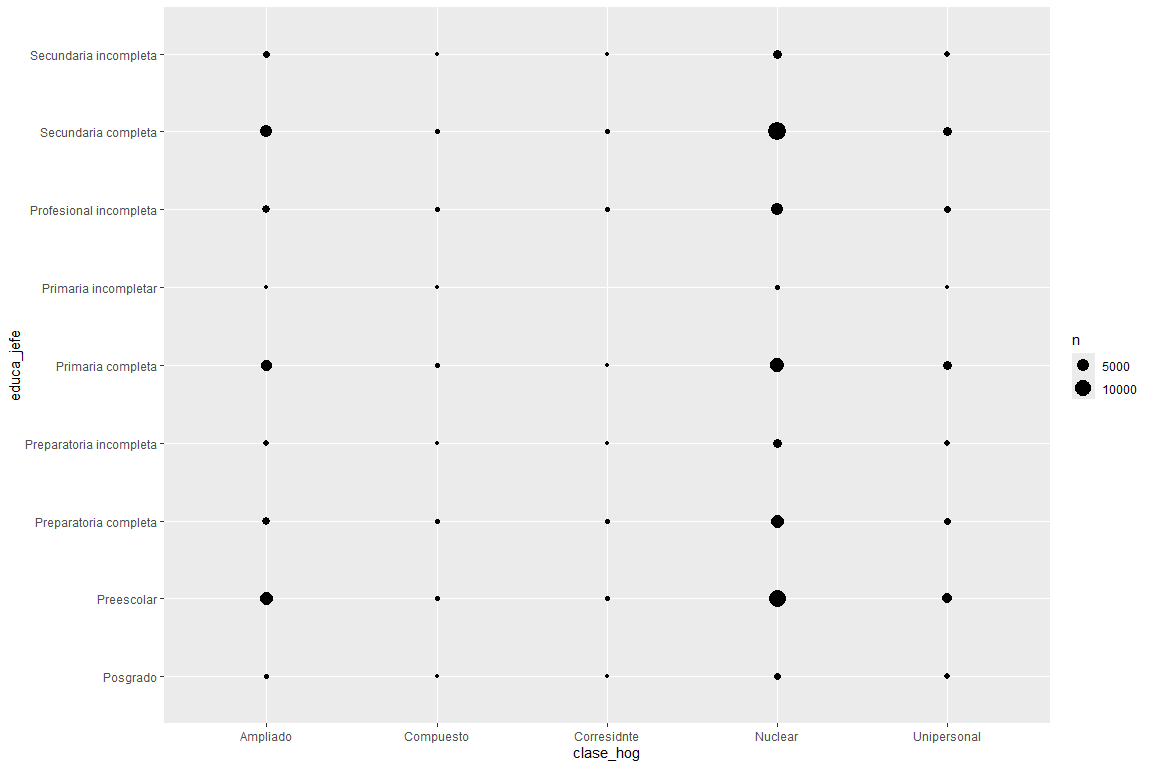 Secundaria incompleta
Secundaria completa
Profesional incompleta
Primaria incompletar
Primaria completa
Preparatoria incompleta
Preparatoria completa
Preescolar
Posgrado
educa_jefe
Ampliado
Compuesto
Corresidnte
Nuclear
Unipersonal
clase_hog
n
5000
10000